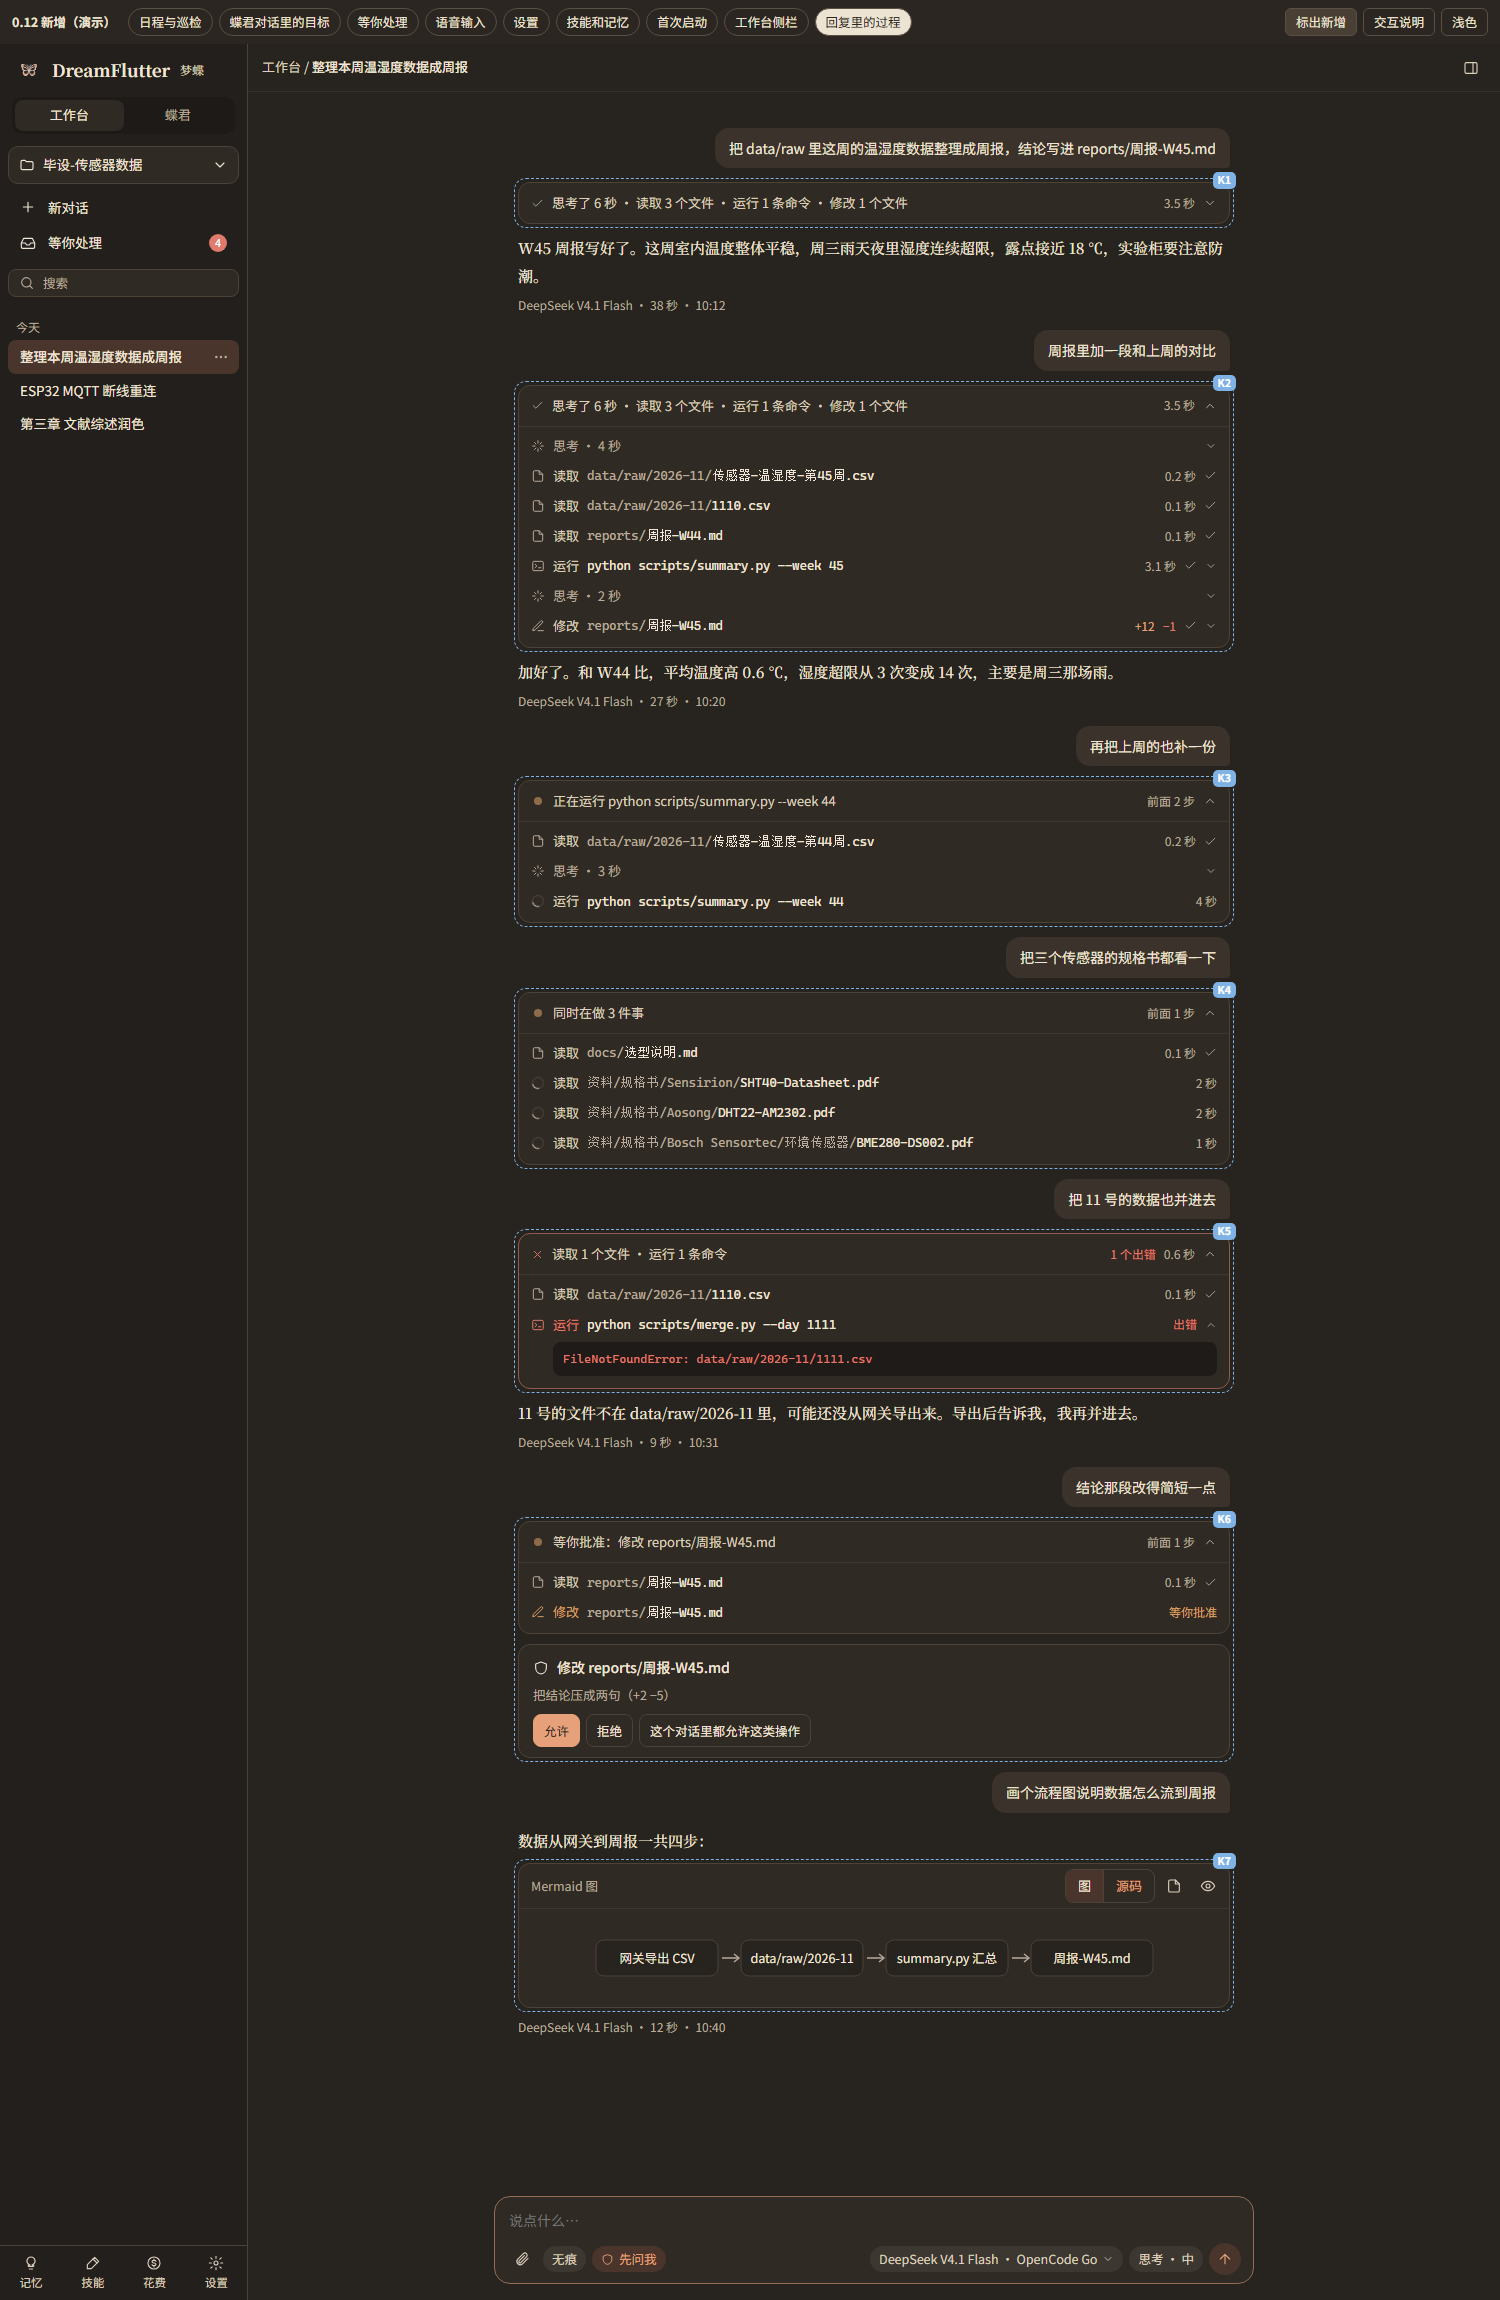 0.12 新增（演示） 日程与巡检 蝶君对话里的目标 等你处理 语音输入 设置 技能和记忆 首次启动 工作台侧栏 回复里的过程 标出新增 交互说明 浅色
DreamFlutter 梦蝶
工作台 蝶君
毕设-传感器数据
新对话
等你处理 4
搜索
今天
整理本周温湿度数据成周报 ···
ESP32 MQTT 断线重连
第三章 文献综述润色
记忆 技能 花费 设置
工作台 / 整理本周温湿度数据成周报
把 data/raw 里这周的温湿度数据整理成周报，结论写进 reports/周报-W45.md
K1
思考了 6 秒 · 读取 3 个文件 · 运行 1 条命令 · 修改 1 个文件 3.5 秒
W45 周报写好了。这周室内温度整体平稳，周三雨天夜里湿度连续超限，露点接近 18 °C，实验柜要注意防
潮。
DeepSeek V4.1 Flash · 38 秒 · 10:12
周报里加一段和上周的对比
K2
思考了 6 秒 · 读取 3 个文件 · 运行 1 条命令 · 修改 1 个文件 3.5 秒
思考 · 4 秒
读取 data/raw/2026-11/传感器-温湿度-第45周.csv 0.2 秒
读取 data/raw/2026-11/1110.csv 0.1 秒
读取 reports/周报-W44.md 0.1 秒
运行 python scripts/summary.py --week 45 3.1 秒
思考 · 2 秒
修改 reports/周报-W45.md +12 −1
加好了。和 W44 比，平均温度高 0.6 °C，湿度超限从 3 次变成 14 次，主要是周三那场雨。
DeepSeek V4.1 Flash · 27 秒 · 10:20
再把上周的也补一份
K3
正在运行 python scripts/summary.py --week 44 前面 2 步
读取 data/raw/2026-11/传感器-温湿度-第44周.csv 0.2 秒
思考 · 3 秒
运行 python scripts/summary.py --week 44 4 秒
把三个传感器的规格书都看一下
K4
同时在做 3 件事 前面 1 步
读取 docs/选型说明.md 0.1 秒
读取 资料/规格书/Sensirion/SHT40-Datasheet.pdf 2 秒
读取 资料/规格书/Aosong/DHT22-AM2302.pdf 2 秒
读取 资料/规格书/Bosch Sensortec/环境传感器/BME280-DS002.pdf 1 秒
把 11 号的数据也并进去
K5
读取 1 个文件 · 运行 1 条命令 1 个出错 0.6 秒
读取 data/raw/2026-11/1110.csv 0.1 秒
运行 python scripts/merge.py --day 1111 出错
FileNotFoundError: data/raw/2026-11/1111.csv
11 号的文件不在 data/raw/2026-11 里，可能还没从网关导出来。导出后告诉我，我再并进去。
DeepSeek V4.1 Flash · 9 秒 · 10:31
结论那段改得简短一点
K6
等你批准：修改 reports/周报-W45.md 前面 1 步
读取 reports/周报-W45.md 0.1 秒
修改 reports/周报-W45.md 等你批准
修改 reports/周报-W45.md
把结论压成两句（+2 −5）
允许 拒绝 这个对话里都允许这类操作
画个流程图说明数据怎么流到周报
数据从网关到周报一共四步：
K7
Mermaid 图 图 源码
网关导出 CSV data/raw/2026-11 summary.py 汇总 周报-W45.md
DeepSeek V4.1 Flash · 12 秒 · 10:40
说点什么…
无痕 先问我 DeepSeek V4.1 Flash · OpenCode Go 思考 · 中